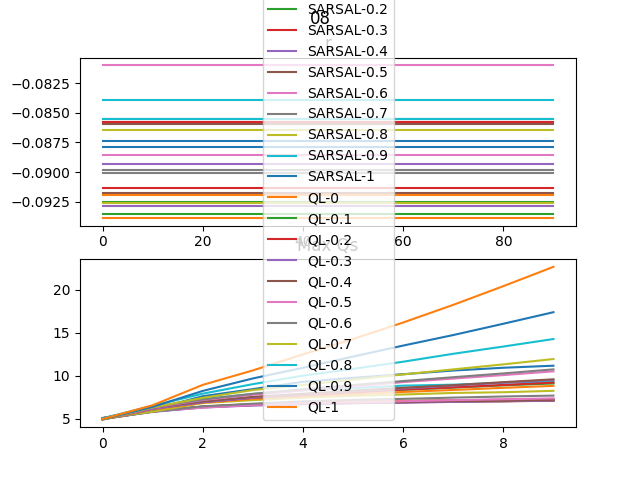 08
SARSAL-0.2
SARSAL-0.3
SARSAL-0.4
SARSAL-0.5
SARSAL-0.6
SARSAL-0.7
SARSAL-0.8
SARSAL-0.9
SARSAL-1
QL-0
QL-0.1
QL-0.2
QL-0.3
QL-0.4
QL-0.5
QL-0.6
QL-0.7
QL-0.8
QL-0.9
QL-1
−0.0825
−0.0850
−0.0875
−0.0900
−0.0925
0 20 40 60 80
Max Qs
20
15
10
5
0 2 4 6 8